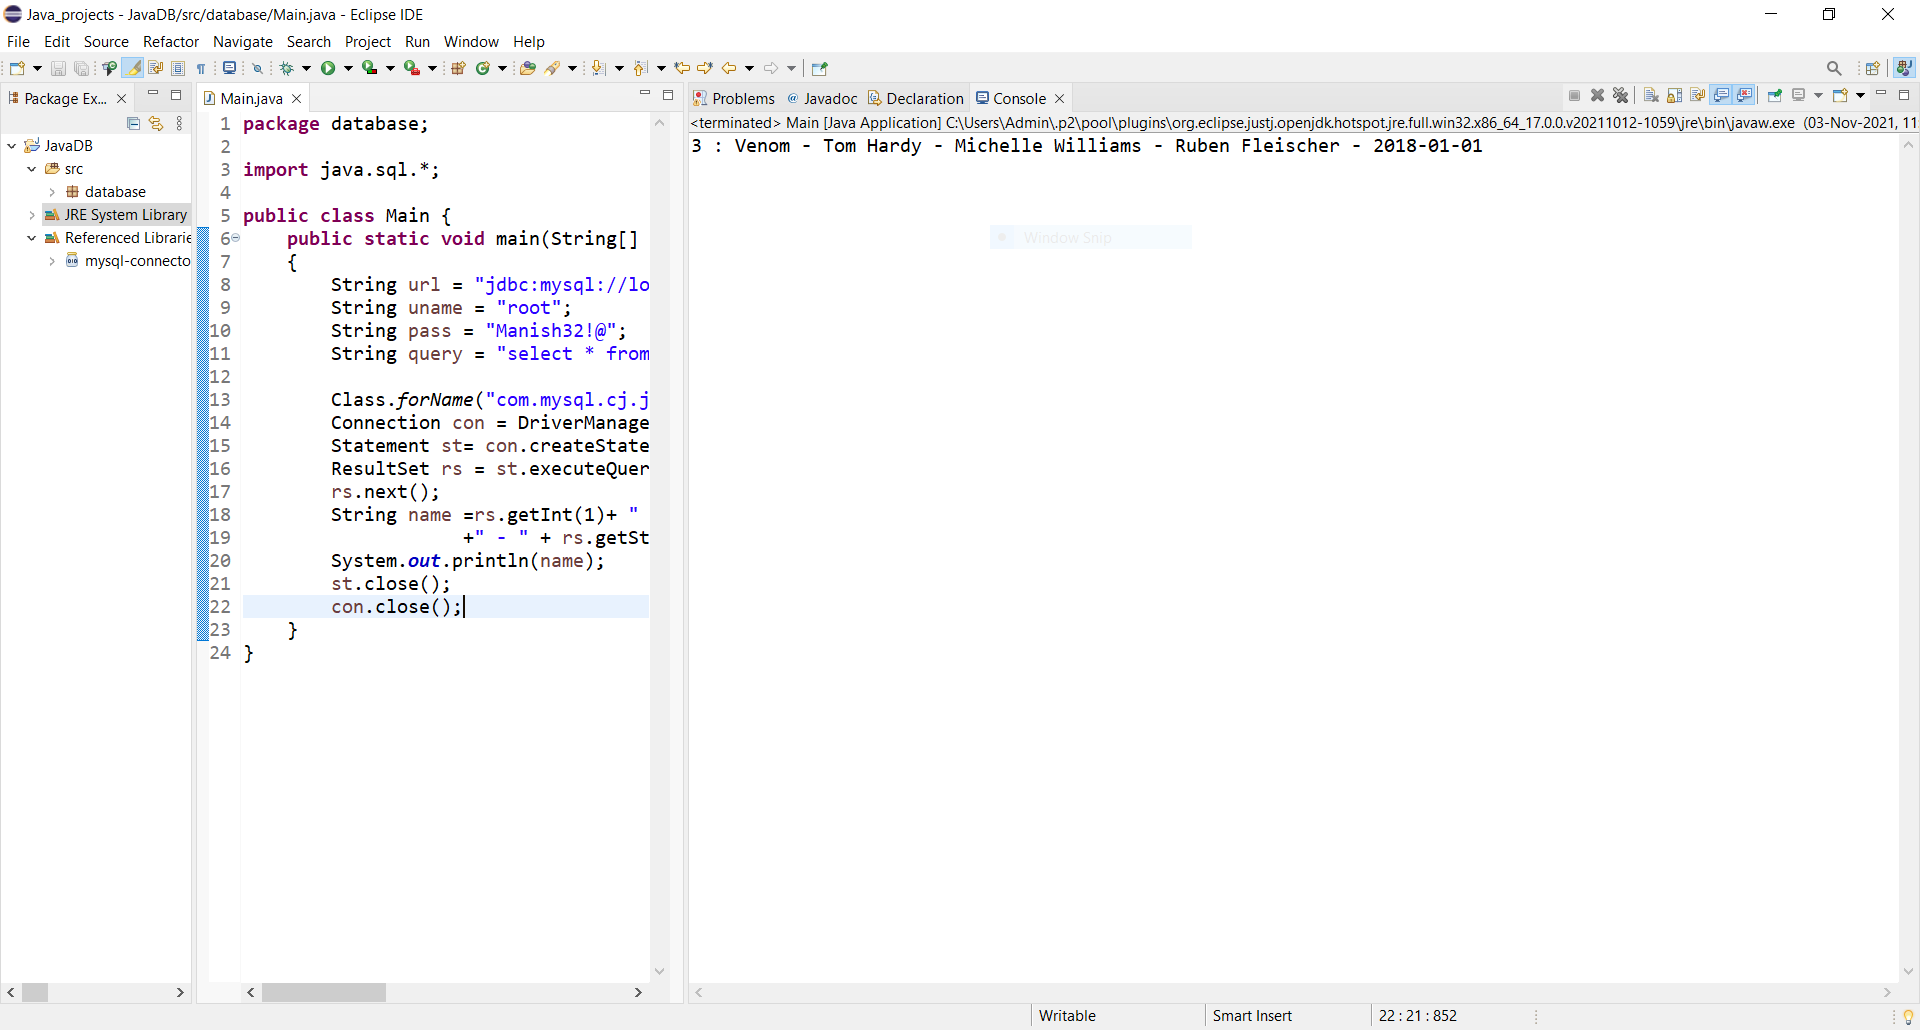 Java_projects - JavaDB/src/database/Main.java - Eclipse IDE
File Edit Source Refactor Navigate Search Project Run Window Help
Package Ex...
JavaDB
src
database
JRE System Library
Referenced Librarie
mysql-connecto
Main.java
1 package database;
2
3 import java.sql.*;
4
5 public class Main {
6 public static void main(String[]
7 {
8 String url = "jdbc:mysql://lo
9 String uname = "root";
10 String pass = "Manish32!@";
11 String query = "select * from
12
13 Class.forName("com.mysql.cj.j
14 Connection con = DriverManage
15 Statement st= con.createState
16 ResultSet rs = st.executeQuer
17 rs.next();
18 String name =rs.getInt(1)+ "
19 +" - " + rs.getSt
20 System.out.println(name);
21 st.close();
22 con.close();
23 }
24 }
Problems Javadoc Declaration Console
<terminated> Main [Java Application] C:\Users\Admin\.p2\pool\plugins\org.eclipse.justj.openjdk.hotspot.jre.full.win32.x86_64_17.0.0.v20211012-1059\jre\bin\javaw.exe (03-Nov-2021, 11
3 : Venom - Tom Hardy - Michelle Williams - Ruben Fleischer - 2018-01-01
Window Snip
Writable Smart Insert 22 : 21 : 852